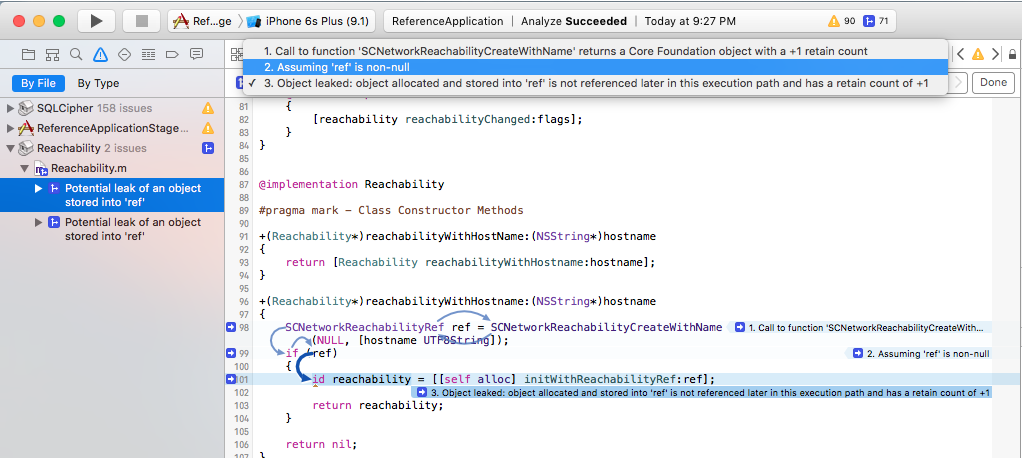 Ref...ge
iPhone 6s Plus (9.1)
ReferenceApplication | Analyze Succeeded | Today at 9:27 PM
90
71
1. Call to function 'SCNetworkReachabilityCreateWithName' returns a Core Foundation object with a +1 retain count
2. Assuming 'ref' is non-null
✓ 3. Object leaked: object allocated and stored into 'ref' is not referenced later in this execution path and has a retain count of +1
Done
By File
By Type
SQLCipher 158 issues
ReferenceApplicationStage...
Reachability 2 issues
Reachability.m
Potential leak of an object
stored into 'ref'
Potential leak of an object
stored into 'ref'
81 {
82 [reachability reachabilityChanged:flags];
83 }
84 }
85
86
87 @implementation Reachability
88
89 #pragma mark - Class Constructor Methods
90
91 +(Reachability*)reachabilityWithHostName:(NSString*)hostname
92 {
93 return [Reachability reachabilityWithHostname:hostname];
94 }
95
96 +(Reachability*)reachabilityWithHostname:(NSString*)hostname
97 {
98 SCNetworkReachabilityRef ref = SCNetworkReachabilityCreateWithName
1. Call to function 'SCNetworkReachabilityCreateWith...
(NULL, [hostname UTF8String]);
99 if (ref)
2. Assuming 'ref' is non-null
100 {
101 id reachability = [[self alloc] initWithReachabilityRef:ref];
3. Object leaked: object allocated and stored into 'ref' is not referenced later in this execution path and has a retain count of +1
102
103 return reachability;
104 }
105
106 return nil;
107 }